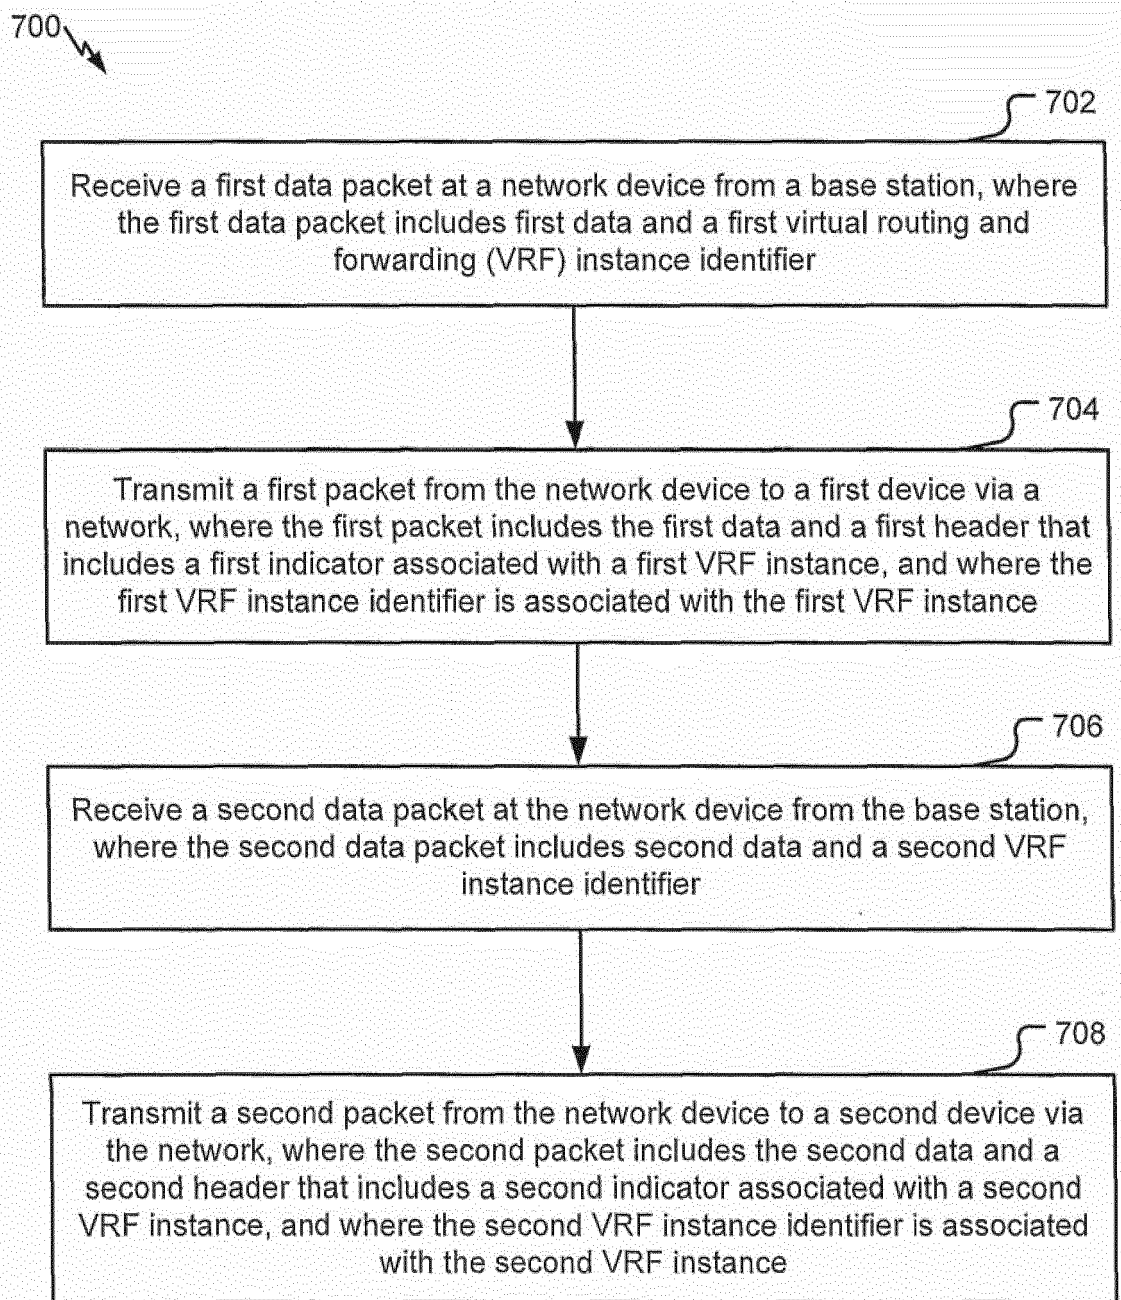 700
702
Receive a first data packet at a network device from a base station, where
the first data packet includes first data and a first virtual routing and
forwarding (VRF) instance identifier
704
Transmit a first packet from the network device to a first device via a
network, where the first packet includes the first data and a first header that
includes a first indicator associated with a first VRF instance, and where the
first VRF instance identifier is associated with the first VRF instance
706
Receive a second data packet at the network device from the base station,
where the second data packet includes second data and a second VRF
instance identifier
708
Transmit a second packet from the network device to a second device via
the network, where the second packet includes the second data and a
second header that includes a second indicator associated with a second
VRF instance, and where the second VRF instance identifier is associated
with the second VRF instance